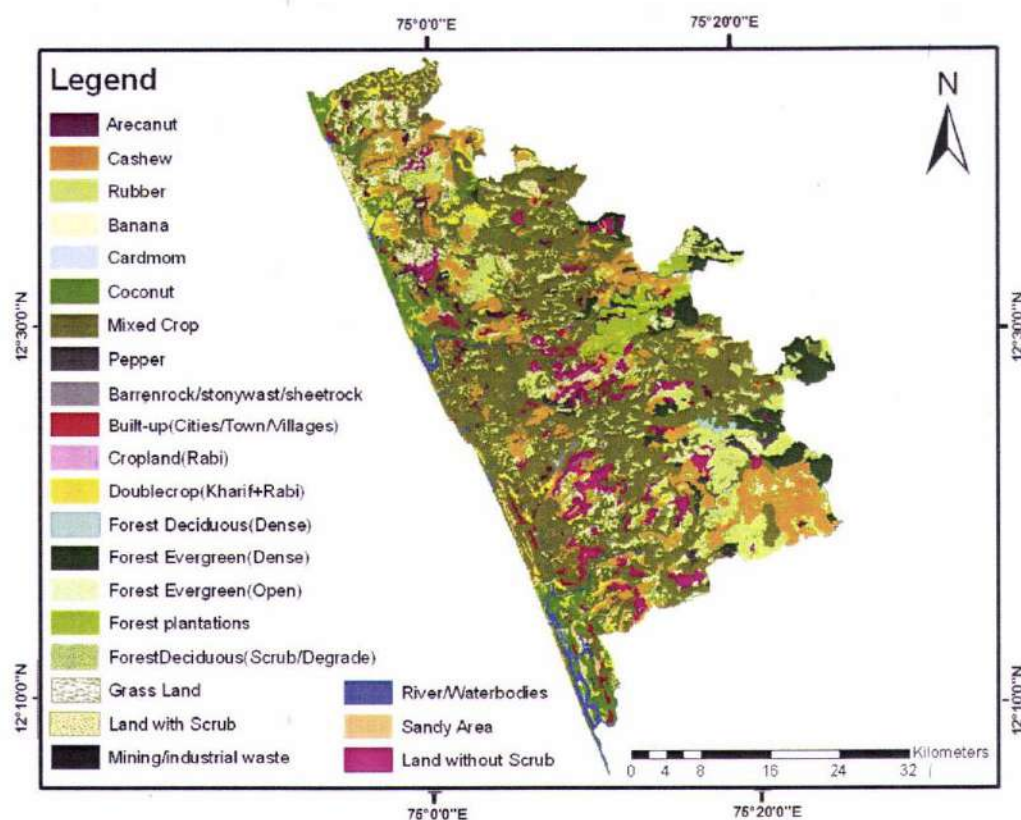 75°0'0"E 75°20'0"E
Legend
N
Arecanut
Cashew
Rubber
Banana
Cardmom
Coconut
Mixed Crop
Pepper
Barrenrock/stonywast/sheetrock
Built-up(Cities/Town/Villages)
Cropland(Rabi)
Doublecrop(Kharif+Rabi)
Forest Deciduous(Dense)
Forest Evergreen(Dense)
Forest Evergreen(Open)
Forest plantations
ForestDeciduous(Scrub/Degrade)
Grass Land
Land with Scrub
Mining/industrial waste
River/Waterbodies
Sandy Area
Land without Scrub
12°30'0"N
12°10'0"N
12°30'0"N
12°10'0"N
Kilometers
0 4 8 16 24 32
75°0'0"E 75°20'0"E